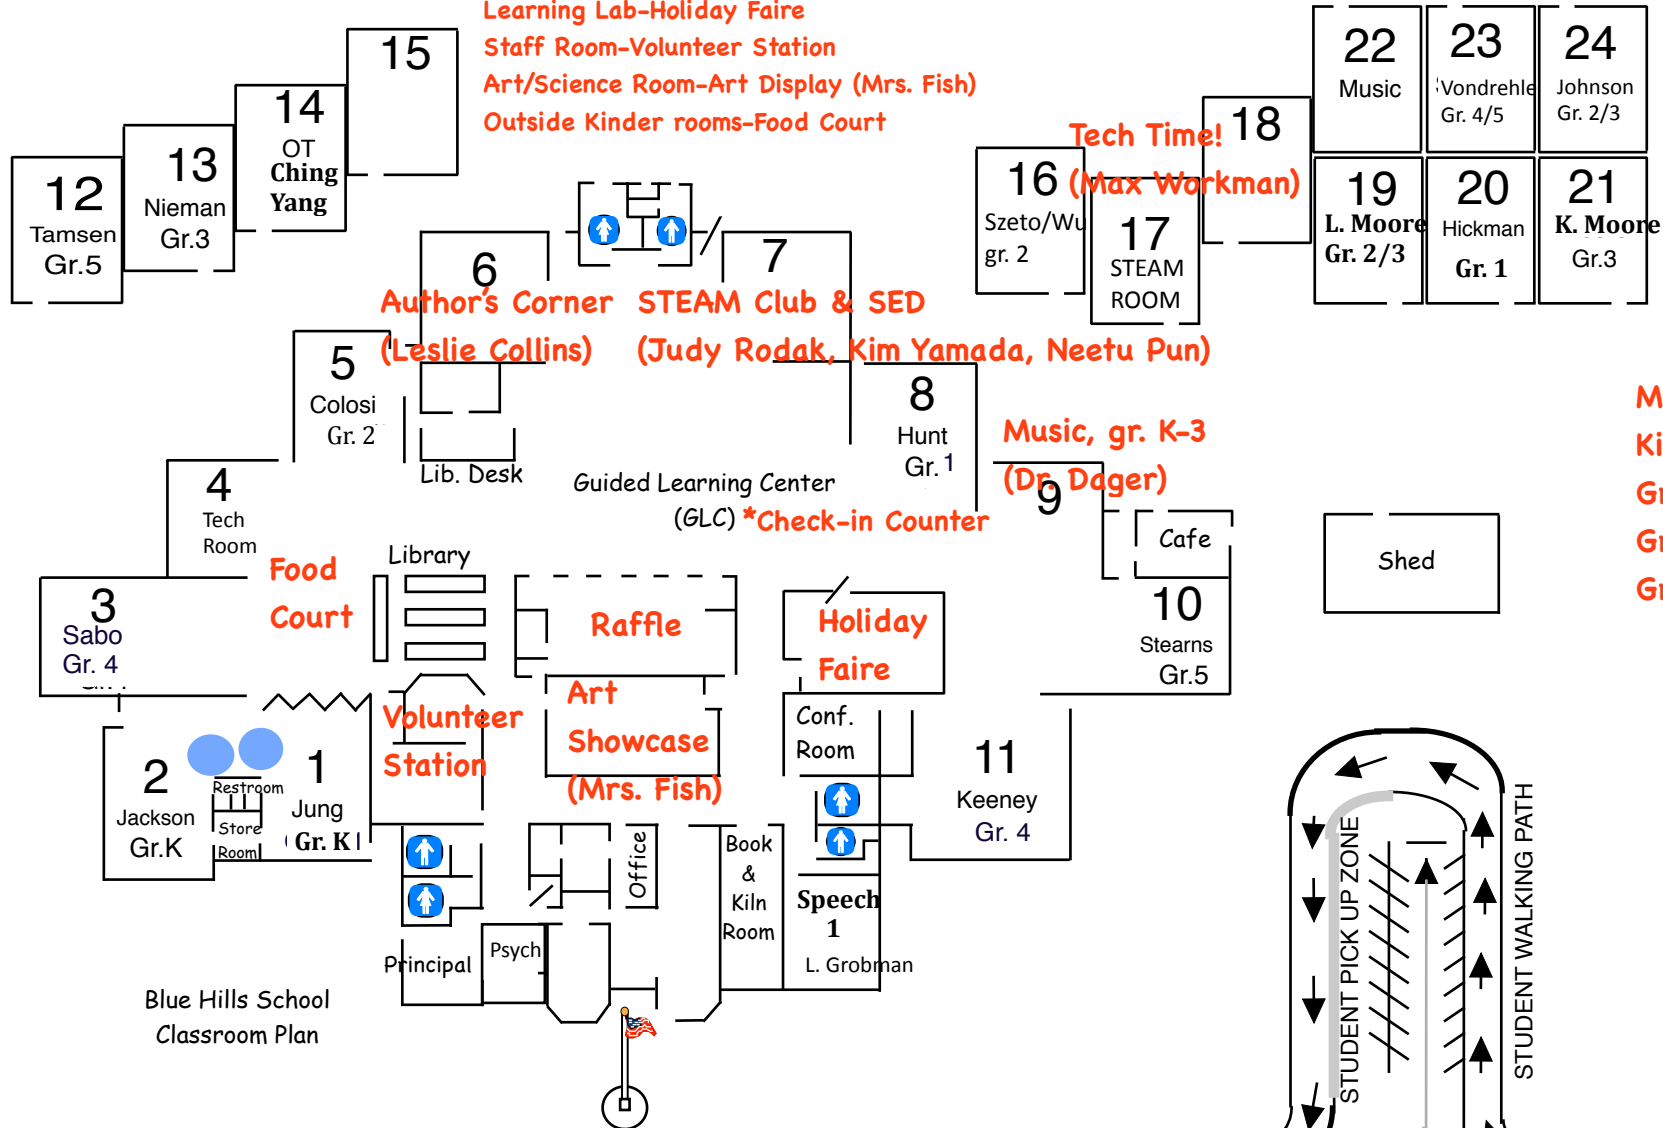 Learning Lab-Holiday Faire
Staff Room-Volunteer Station
Art/Science Room-Art Display (Mrs. Fish)
Outside Kinder rooms-Food Court
15
14
OT
Ching
Yang
13
Nieman
Gr.3
12
Tamsen
Gr.5
22
Music
23
Vondrehle
Gr. 4/5
24
Johnson
Gr. 2/3
Tech Time!
(Max Workman)
18
16
Szeto/Wu
gr. 2
17
STEAM
ROOM
19
L. Moore
Gr. 2/3
20
Hickman
Gr. 1
21
K. Moore
Gr.3
6
Author's Corner
(Leslie Collins)
7
STEAM Club & SED
(Judy Rodak, Kim Yamada, Neetu Pun)
5
Colosi
Gr. 2
Lib. Desk
8
Hunt
Gr. 1
Music, gr. K-3
(Dr. Dager)
9
Guided Learning Center
(GLC) *Check-in Counter
4
Tech
Room
Cafe
Shed
M
Ki
Gr
Gr
Gr
Food
Court
Library
3
Sabo
Gr. 4
Raffle
Holiday
Faire
10
Stearns
Gr.5
Volunteer
Station
Art
Showcase
(Mrs. Fish)
Conf.
Room
11
Keeney
Gr. 4
2
Jackson
Gr.K
Restroom
Store
Room
1
Jung
Gr. K
Office
Book
&
Kiln
Room
Speech
1
L. Grobman
Principal
Psych
Blue Hills School
Classroom Plan
STUDENT PICK UP ZONE
STUDENT WALKING PATH